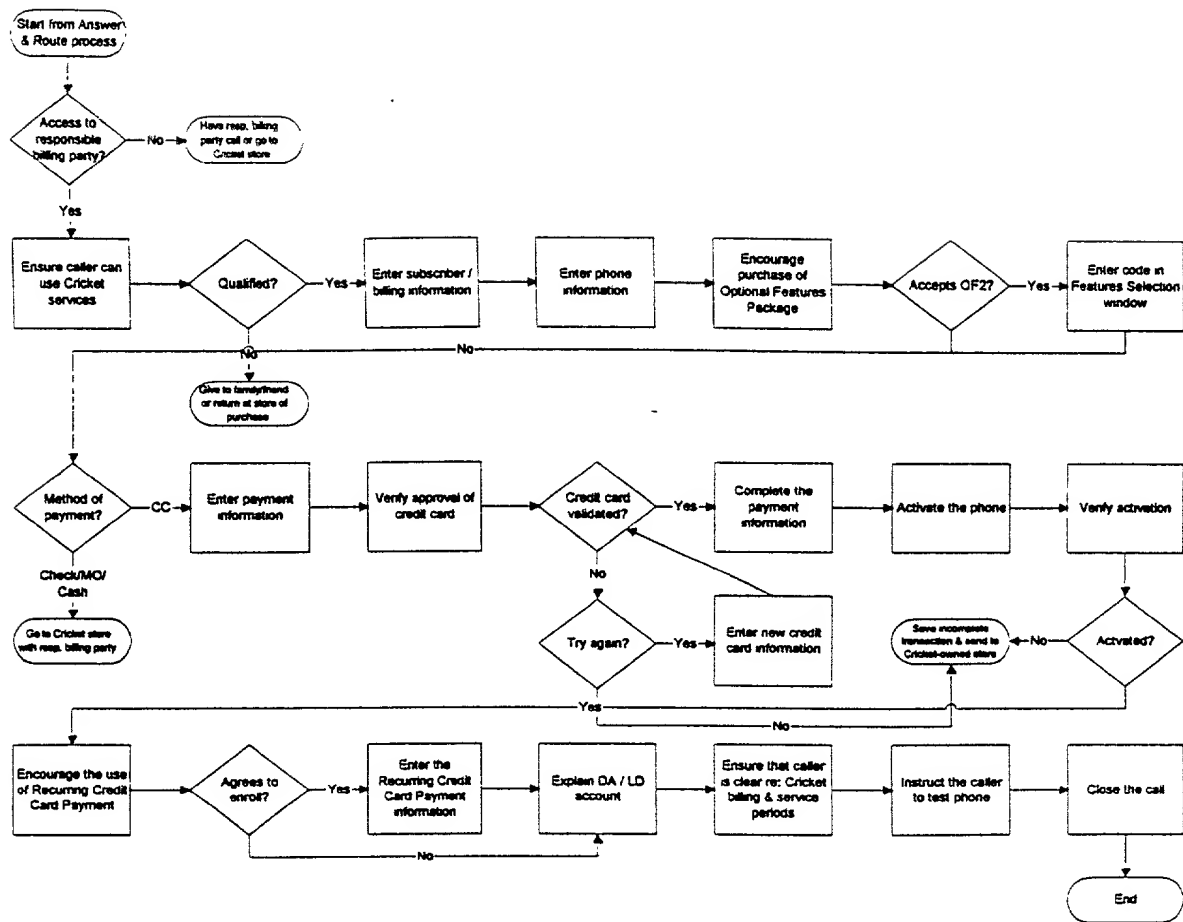 Start from Answer
& Route process
Access to
responsible
billing party?
No
Have resp. billing
party call or go to
Cricket store
Yes
Ensure caller can
use Cricket
services
Qualified?
Yes
Enter subscriber /
billing information
Enter phone
information
Encourage
purchase of
Optional Features
Package
Accepts OF2?
Yes
Enter code in
Features Selection
window
No
No
Give to family/friend
or return at store of
purchase
Method of
payment?
CC
Enter payment
information
Verify approval of
credit card
Credit card
validated?
Yes
Complete the
payment
information
Activate the phone
Verify activation
Check/MO/
Cash
No
Go to Cricket store
with resp. billing party
Try again?
Yes
Enter new credit
card information
Save incomplete
transaction & send to
Cricket-owned store
No
Actvated?
Yes
No
Encourage the use
of Recurring Credit
Card Payment
Agrees to
enroll?
Yes
Enter the
Recurring Credit
Card Payment
information
Explain DA / LD
account
Ensure that caller
is clear re: Cricket
billing & service
periods
Instruct the caller
to test phone
Close the call
No
End